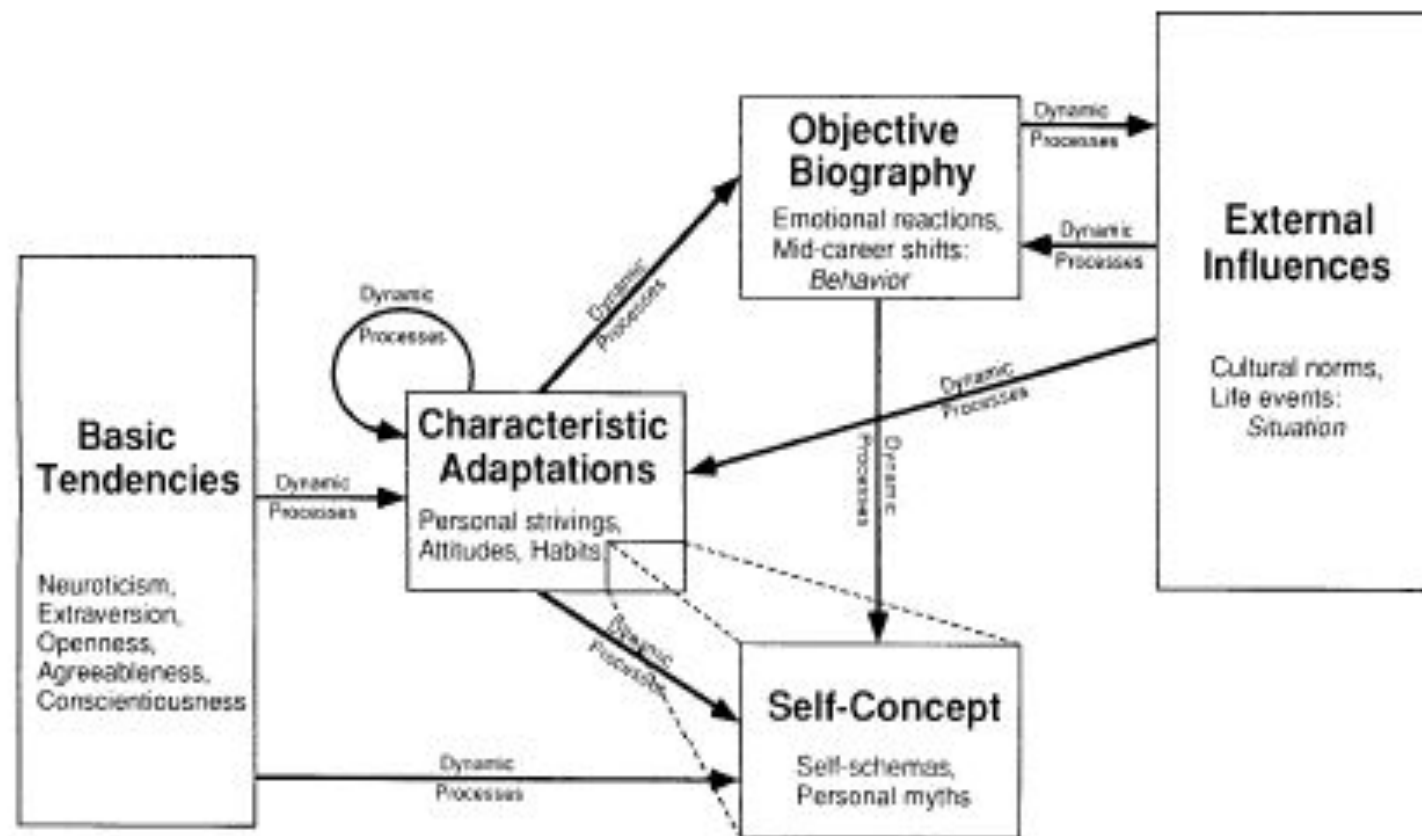 Basic
Tendencies
Neuroticism,
Extraversion,
Openness,
Agreeableness,
Conscientiousness
Dynamic
Processes
Dynamic
Processes
Characteristic
Adaptations
Personal strivings,
Attitudes, Habits
Dynamic
Processes
Objective
Biography
Emotional reactions,
Mid-career shifts:
Behavior
Dynamic
Processes
Dynamic
Processes
External
Influences
Cultural norms,
Life events:
Situation
Dynamic
Processes
Dynamic
Processes
Dynamic
Processes
Dynamic
Processes
Self-Concept
Self-schemas,
Personal myths